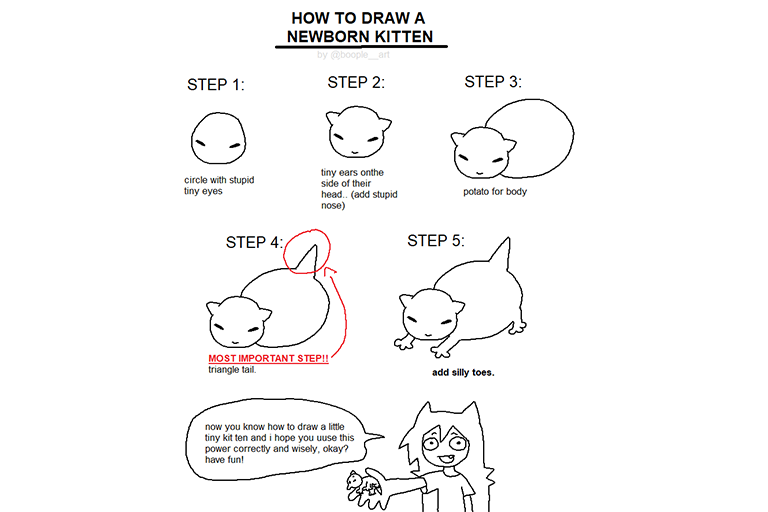 HOW TO DRAW A
NEWBORN KITTEN
by @boopie__art
STEP 1:
circle with stupid
tiny eyes
STEP 2:
tiny ears onthe
side of their
head.. (add stupid
nose)
STEP 3:
potato for body
STEP 4:
MOST IMPORTANT STEP!!
triangle tail.
STEP 5:
add silly toes.
now you know how to draw a little
tiny kit ten and i hope you uuse this
power correctly and wisely, okay?
have fun!